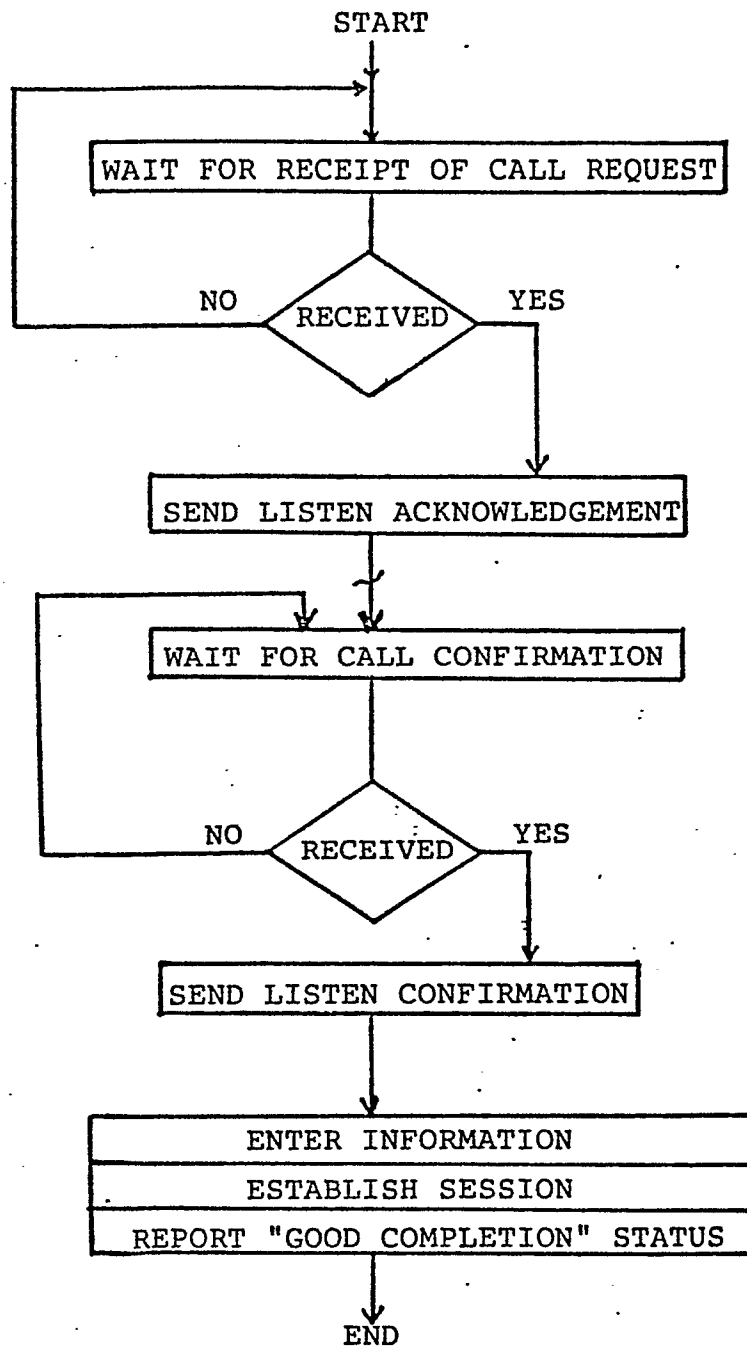 START
WAIT FOR RECEIPT OF CALL REQUEST
NO
RECEIVED
YES
SEND LISTEN ACKNOWLEDGEMENT
WAIT FOR CALL CONFIRMATION
NO
RECEIVED
YES
SEND LISTEN CONFIRMATION
ENTER INFORMATION
ESTABLISH SESSION
REPORT "GOOD COMPLETION" STATUS
END